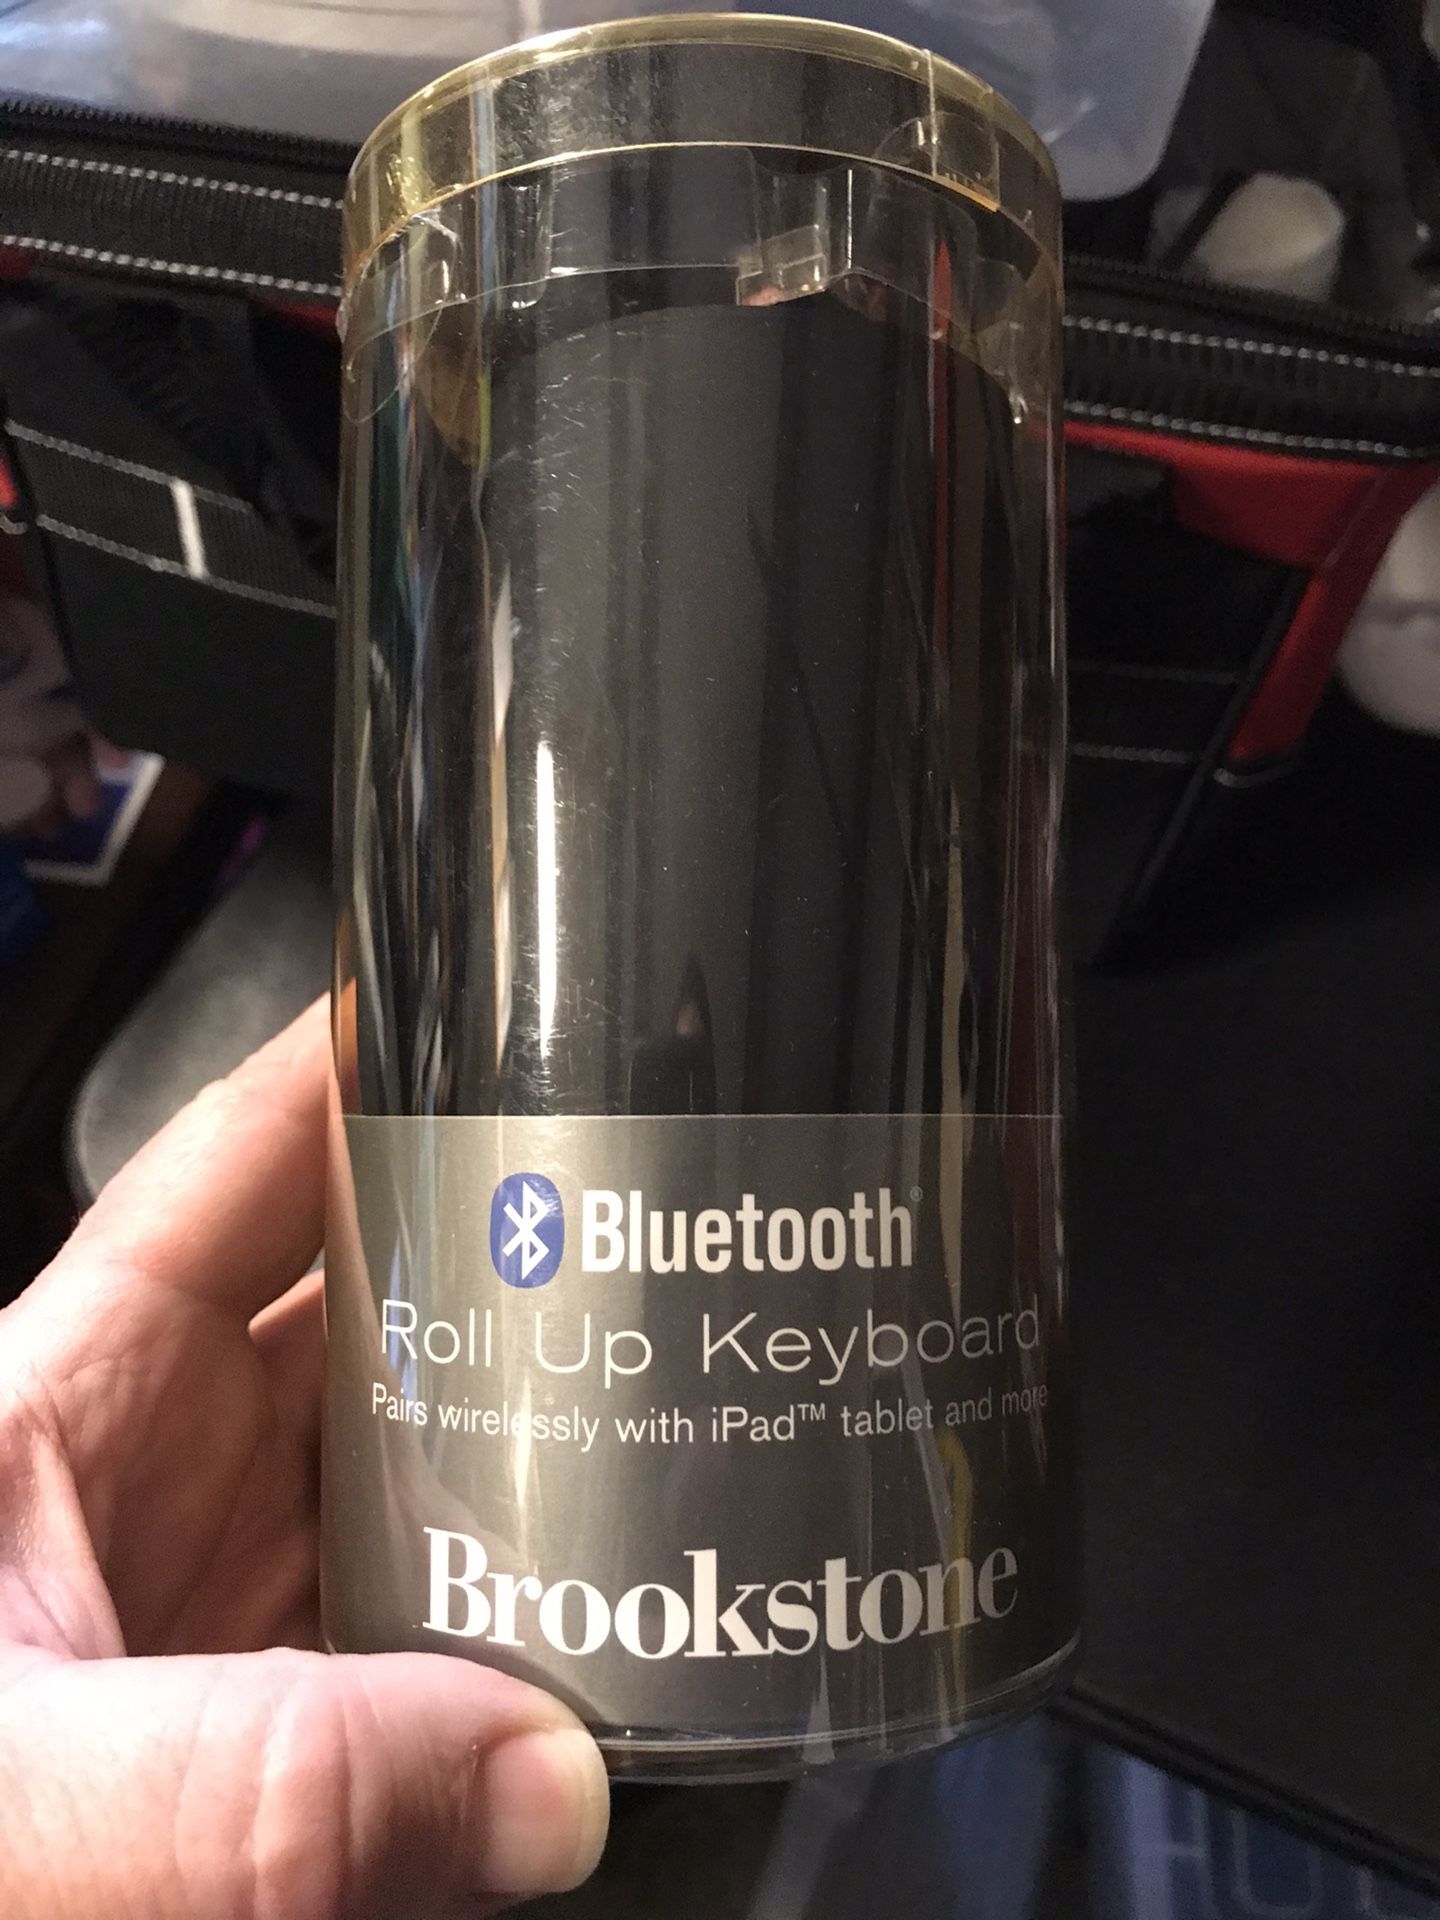 Bluetooth®
Roll Up Keyboard
Pairs wirelessly with iPad™ tablet and more
Brookstone